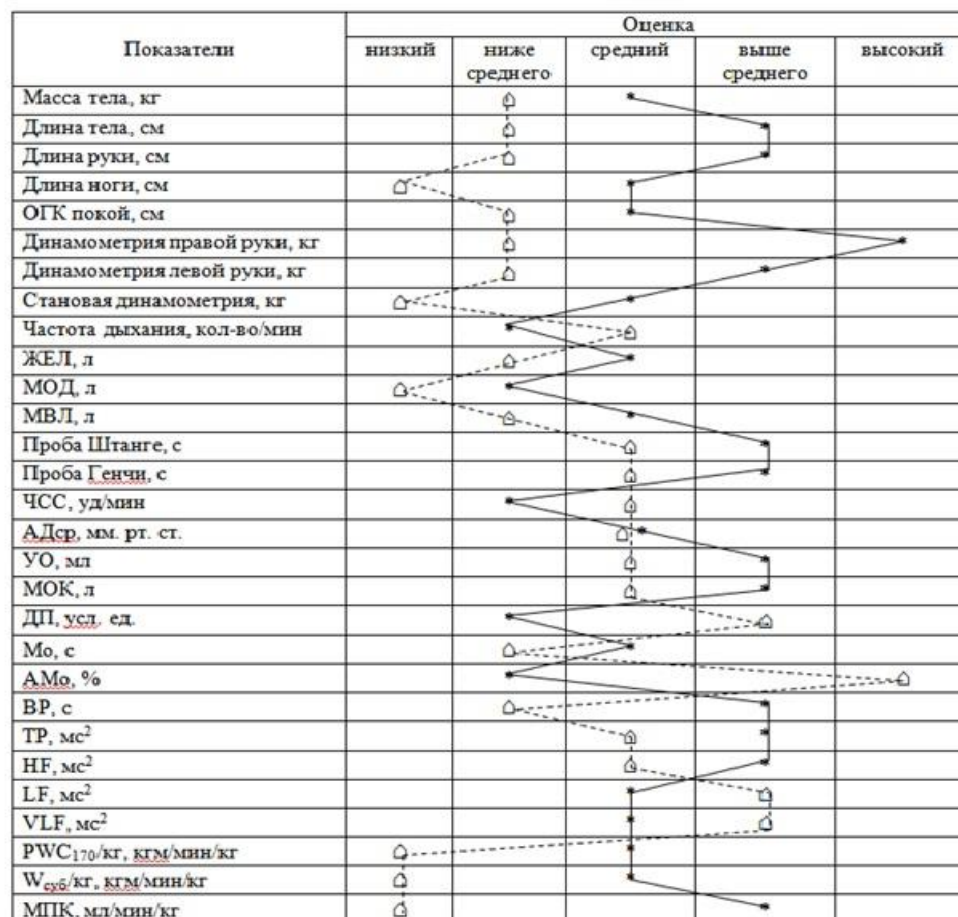 Показатели
Оценка
низкий
ниже
среднего
средний
выше
среднего
высокий
Масса тела, кг
Длина тела, см
Длина руки, см
Длина ноги, см
ОГК покой, см
Динамометрия правой руки, кг
Динамометрия левой руки, кг
Становая динамометрия, кг
Частота дыхания, кол-во/мин
ЖЕЛ, л
МОД, л
МВЛ, л
Проба Штанге, с
Проба Генчи, с
ЧСС, уд/мин
АДср, мм. рт. ст.
УО, мл
МОК, л
ДП, усл. ед.
Мо, с
АМо, %
ВР, с
ТР, мс²
HF, мс²
LF, мс²
VLF, мс²
PWC₁₇₀/кг, кгм/мин/кг
Wсуб/кг, кгм/мин/кг
МПК, мл/мин/кг